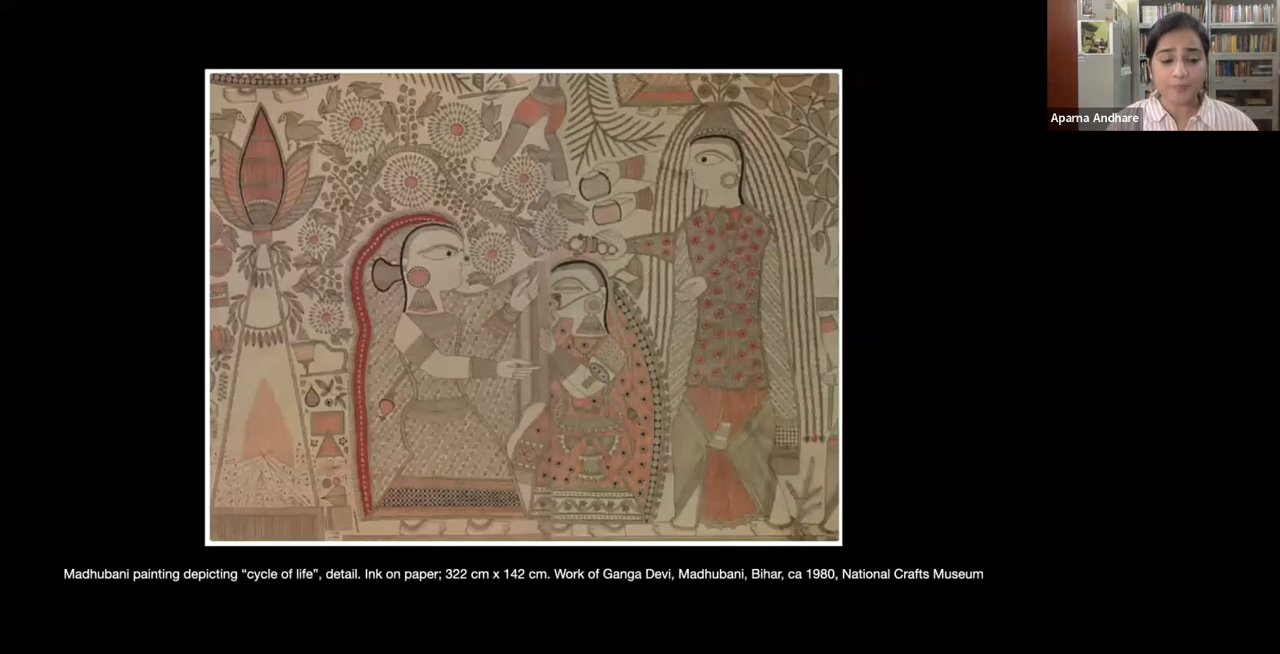 Aparna Andhare
Madhubani painting depicting “cycle of life”, detail. Ink on paper; 322 cm x 142 cm. Work of Ganga Devi, Madhubani, Bihar, ca 1980, National Crafts Museum